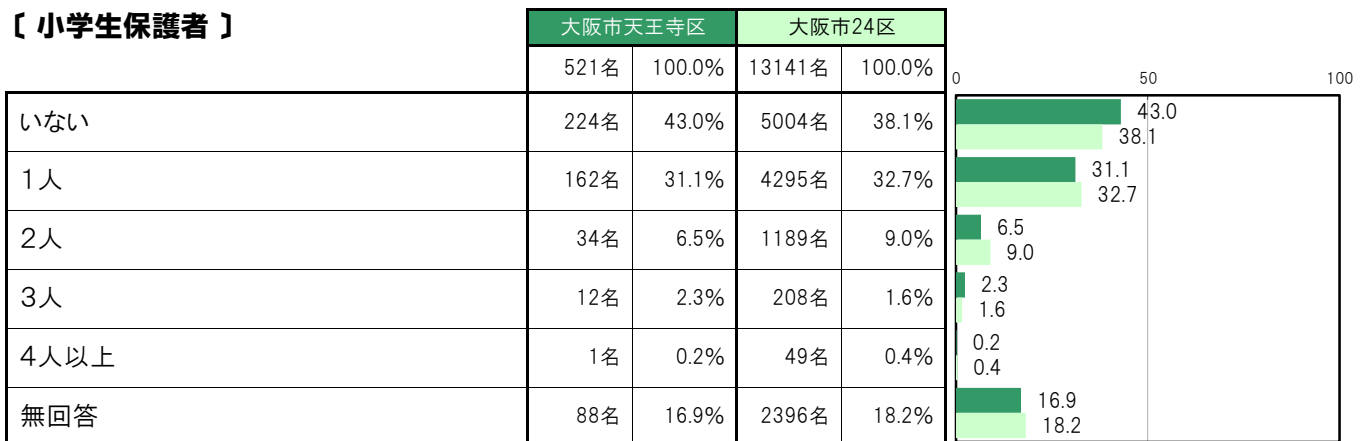 〔 小学生保護者 〕
大阪市天王寺区 大阪市24区
521名 100.0% 13141名 100.0%
0 50 100
いない 224名 43.0% 5004名 38.1%
43.0
38.1
1人 162名 31.1% 4295名 32.7%
31.1
32.7
2人 34名 6.5% 1189名 9.0%
6.5
9.0
3人 12名 2.3% 208名 1.6%
2.3
1.6
4人以上 1名 0.2% 49名 0.4%
0.2
0.4
無回答 88名 16.9% 2396名 18.2%
16.9
18.2